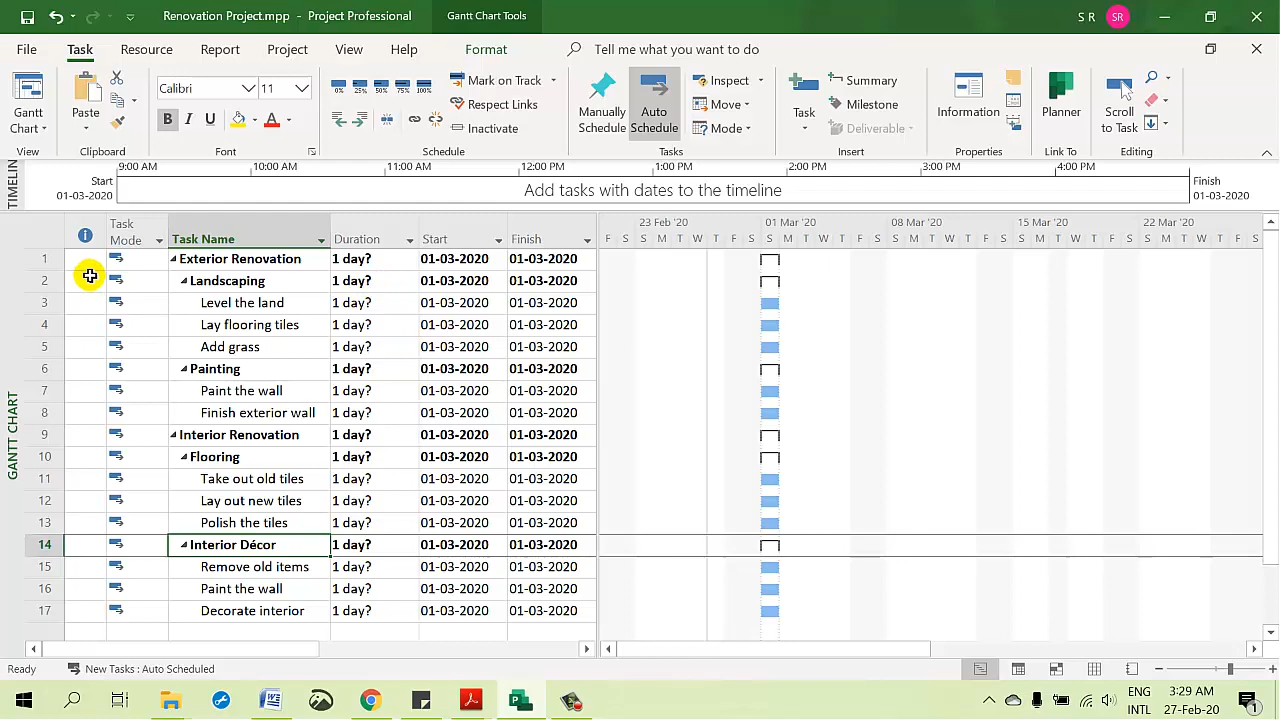 Renovation Project.mpp - Project Professional
Gantt Chart Tools
S R
SR
File Task Resource Report Project View Help Format Tell me what you want to do
Gantt Chart
View
Paste
Clipboard
Calibri
B I U A
Font
0% 25% 50% 75% 100%
Mark on Track
Respect Links
Inactivate
Schedule
Manually Schedule
Auto Schedule
Inspect
Move
Mode
Tasks
Task
Summary
Milestone
Deliverable
Insert
Information
Properties
Planner
Link To
Scroll to Task
Editing
TIMELIN
9:00 AM 10:00 AM 11:00 AM 12:00 PM 1:00 PM 2:00 PM 3:00 PM 4:00 PM
Start
01-03-2020
Add tasks with dates to the timeline
Finish
01-03-2020
GANTT CHART
Task Mode Task Name Duration Start Finish
23 Feb '20 01 Mar '20 08 Mar '20 15 Mar '20 22 Mar '20
F S S M T W T F S S M T W T F S S M T W T F S S M T W T F S S M T W T F S
1 Exterior Renovation 1 day? 01-03-2020 01-03-2020
2 Landscaping 1 day? 01-03-2020 01-03-2020
3 Level the land 1 day? 01-03-2020 01-03-2020
4 Lay flooring tiles 1 day? 01-03-2020 01-03-2020
5 Add grass 1 day? 01-03-2020 01-03-2020
6 Painting 1 day? 01-03-2020 01-03-2020
7 Paint the wall 1 day? 01-03-2020 01-03-2020
8 Finish exterior wall 1 day? 01-03-2020 01-03-2020
9 Interior Renovation 1 day? 01-03-2020 01-03-2020
10 Flooring 1 day? 01-03-2020 01-03-2020
11 Take out old tiles 1 day? 01-03-2020 01-03-2020
12 Lay out new tiles 1 day? 01-03-2020 01-03-2020
13 Polish the tiles 1 day? 01-03-2020 01-03-2020
14 Interior Décor 1 day? 01-03-2020 01-03-2020
15 Remove old items 1 day? 01-03-2020 01-03-2020
16 Paint the wall 1 day? 01-03-2020 01-03-2020
17 Decorate interior 1 day? 01-03-2020 01-03-2020
Ready New Tasks : Auto Scheduled
ENG
INTL
3:29 AM
27-Feb-20